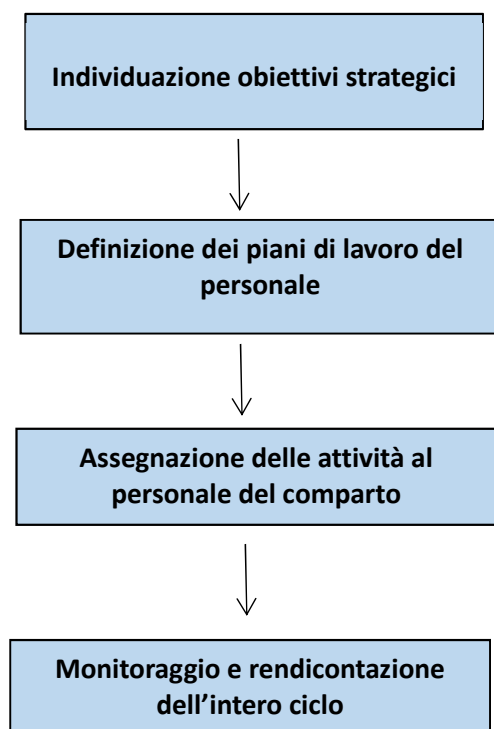 Individuazione obiettivi strategici
Definizione dei piani di lavoro del
personale
Assegnazione delle attività al
personale del comparto
Monitoraggio e rendicontazione
dell’intero ciclo